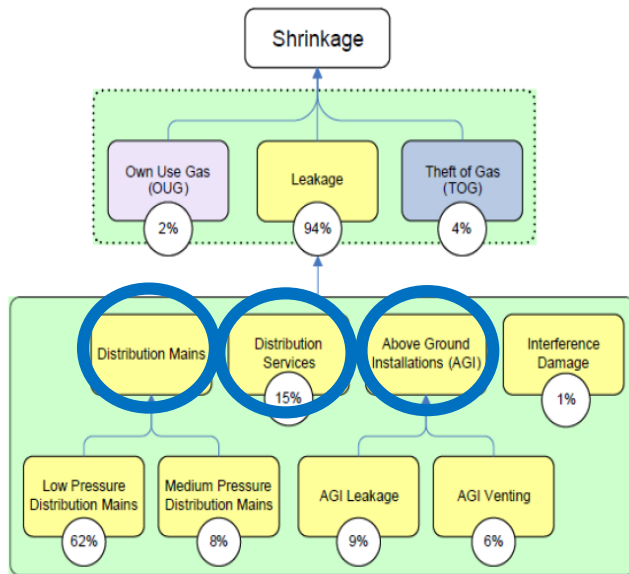 Shrinkage
Own Use Gas
(OUG)
Leakage
Theft of Gas
(TOG)
2%
94%
4%
Distribution Mains
Distribution
Services
Above Ground
Installations (AGI)
Interference
Damage
15%
1%
Low Pressure
Distribution Mains
Medium Pressure
Distribution Mains
AGI Leakage
AGI Venting
62%
8%
9%
6%